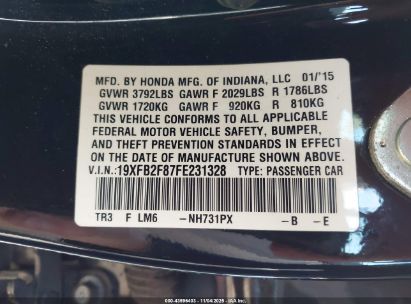 MFD. BY HONDA MFG. OF INDIANA, LLC 01/'15
GVWR 3792LBS GAWR F 2029LBS R 1786LBS
GVWR 1720KG GAWR F 920KG R 810KG
THIS VEHICLE CONFORMS TO ALL APPLICABLE
FEDERAL MOTOR VEHICLE SAFETY, BUMPER,
AND THEFT PREVENTION STANDARDS IN EFFECT ON
THE DATE OF MANUFACTURE SHOWN ABOVE.
V.I.N.: 19XFB2F87FE231328 TYPE: PASSENGER CAR
TR3 F LM6 -NH731PX -B -E